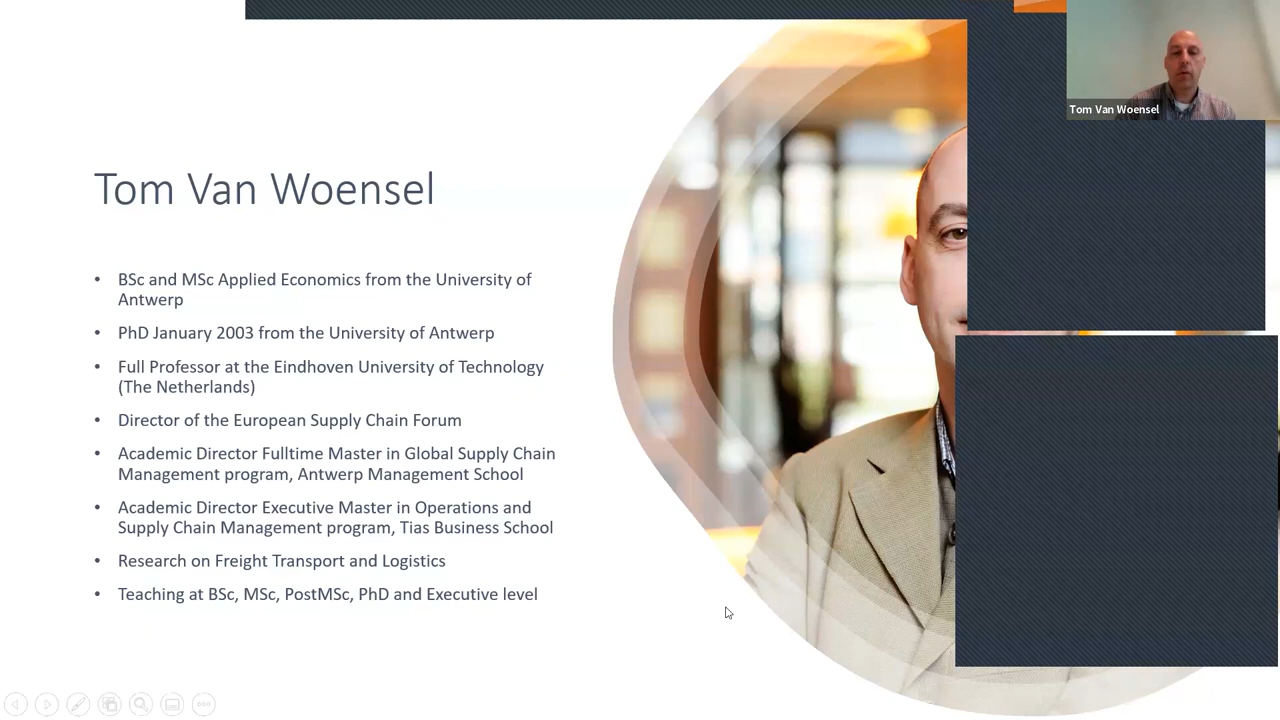 Tom Van Woensel
Tom Van Woensel
• BSc and MSc Applied Economics from the University of
Antwerp
• PhD January 2003 from the University of Antwerp
• Full Professor at the Eindhoven University of Technology
(The Netherlands)
• Director of the European Supply Chain Forum
• Academic Director Fulltime Master in Global Supply Chain
Management program, Antwerp Management School
• Academic Director Executive Master in Operations and
Supply Chain Management program, Tias Business School
• Research on Freight Transport and Logistics
• Teaching at BSc, MSc, PostMSc, PhD and Executive level